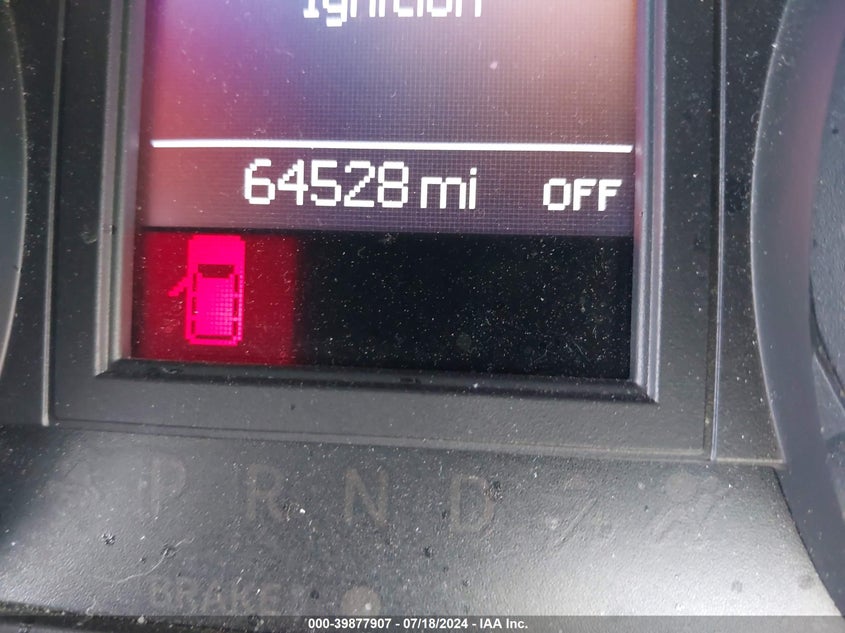 Ignition
64528 mi OFF
P R N D
BRAKE
000-39877907 - 07/18/2024 - IAA Inc.